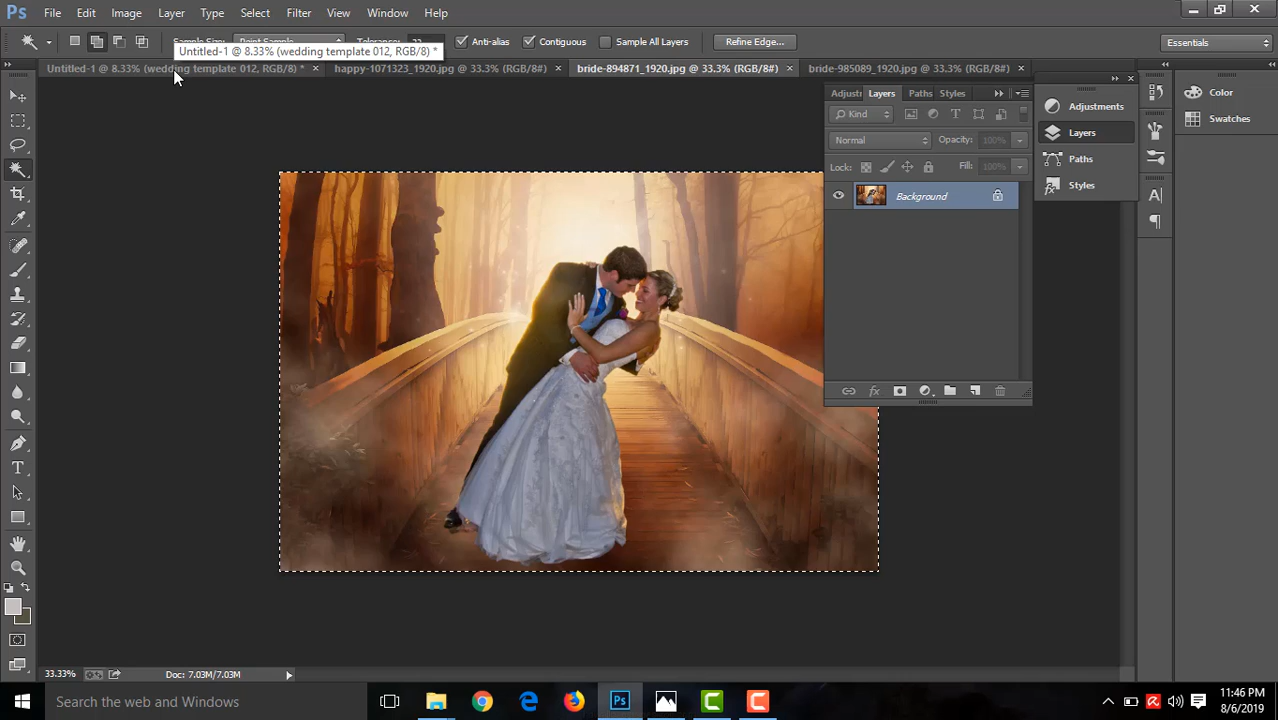 Ps File Edit Image Layer Type Select Filter View Window Help
Anti-alias Contiguous Sample All Layers Refine Edge... Essentials
Untitled-1 @ 8.33% (wedding template 012, RGB/8) *
Untitled-1 @ 8.33% (wedding template 012, RGB/8) * × happy-1071323_1920.jpg @ 33.3% (RGB/8#) × bride-894871_1920.jpg @ 33.3% (RGB/8#) × bride-985089_1920.jpg @ 33.3% (RGB/8#) ×
Layers Paths Styles
Kind
Normal Opacity: 100%
Lock: Fill: 100%
Background
Adjustments
Layers
Paths
Styles
Color
Swatches
33.33% Doc: 7.03M/7.03M
Search the web and Windows
11:46 PM
8/6/2019